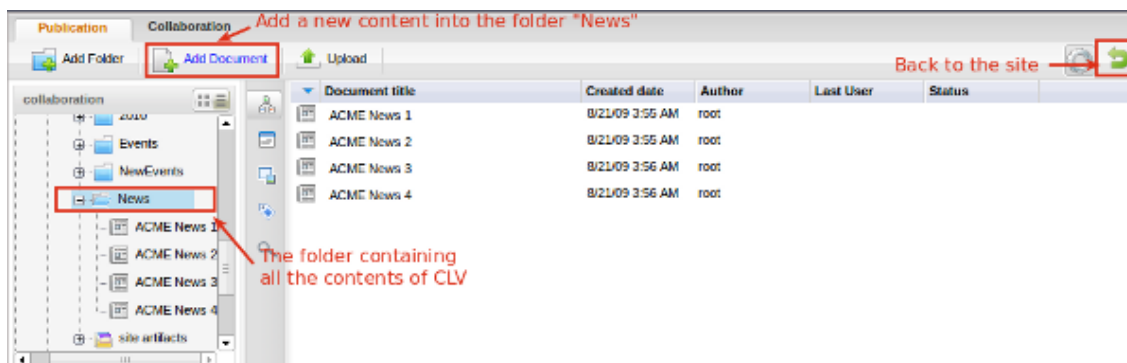 Publication Collaboration Add a new content into the folder "News"
Add Folder Add Document Upload
Back to the site
collaboration
Document title Created date Author Last User Status
2010
ACME News 1 8/21/09 3:55 AM root
Events
ACME News 2 8/21/09 3:55 AM root
NewEvents
ACME News 3 8/21/09 3:56 AM root
News
ACME News 4 8/21/09 3:56 AM root
ACME News 1
ACME News 2
The folder containing
all the contents of CLV
ACME News 3
ACME News 4
site artifacts